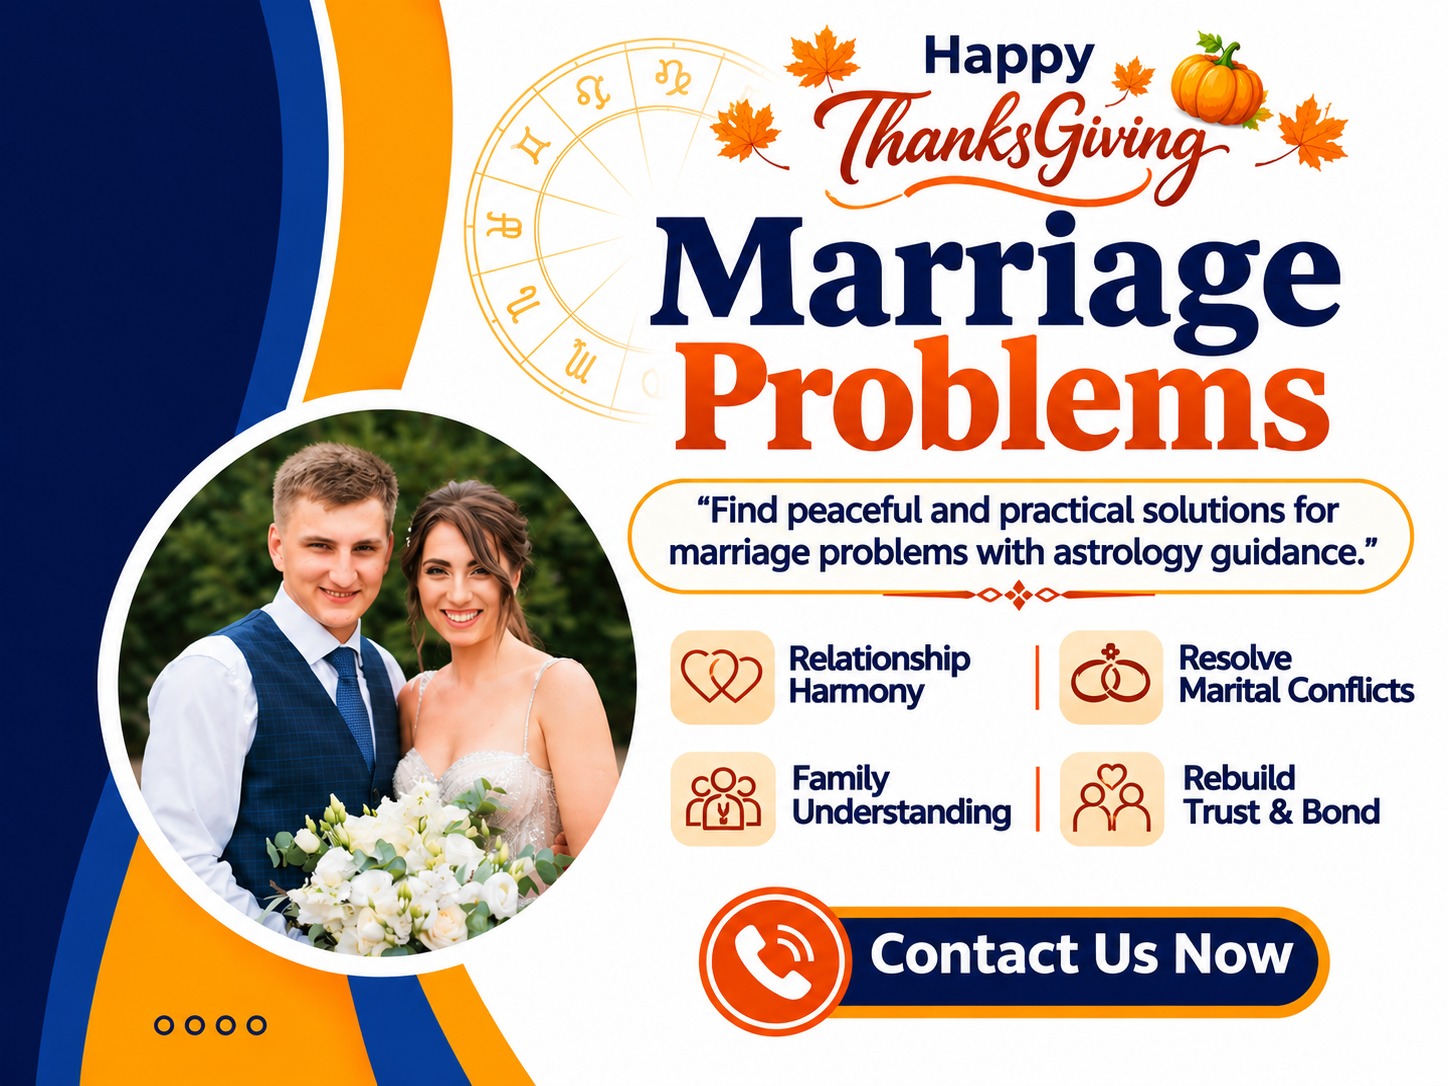 Happy
ThanksGiving
Marriage
Problems
“Find peaceful and practical solutions for
marriage problems with astrology guidance.”
Relationship
Harmony
Resolve
Marital Conflicts
Family
Understanding
Rebuild
Trust & Bond
Contact Us Now